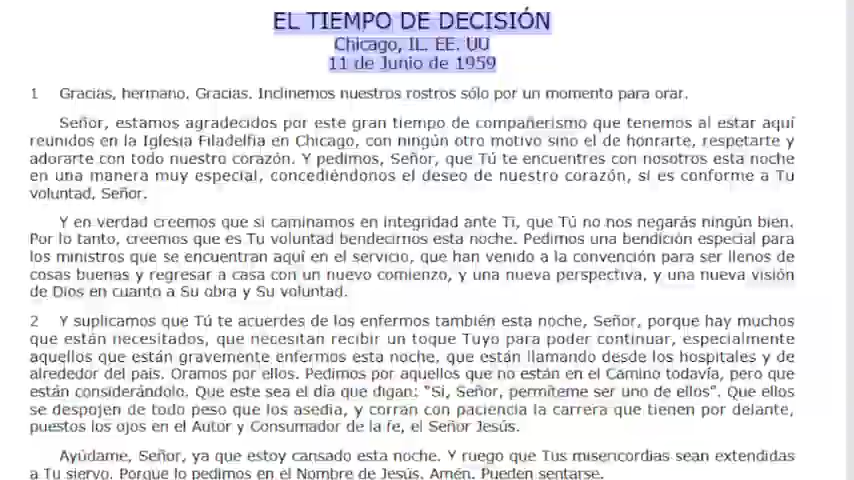 EL TIEMPO DE DECISIÓN
Chicago, IL. EE. UU
11 de Junio de 1959
1 Gracias, hermano. Gracias. Inclinemos nuestros rostros sólo por un momento para orar.
Señor, estamos agradecidos por este gran tiempo de compañerismo que tenemos al estar aquí
reunidos en la Iglesia Filadelfia en Chicago, con ningún otro motivo sino el de honrarte, respetarte y
adorarte con todo nuestro corazón. Y pedimos, Señor, que Tú te encuentres con nosotros esta noche
en una manera muy especial, concediéndonos el deseo de nuestro corazón, si es conforme a Tu
voluntad, Señor.
Y en verdad creemos que si caminamos en integridad ante Ti, que Tú no nos negarás ningún bien.
Por lo tanto, creemos que es Tu voluntad bendecirnos esta noche. Pedimos una bendición especial para
los ministros que se encuentran aquí en el servicio, que han venido a la convención para ser llenos de
cosas buenas y regresar a casa con un nuevo comienzo, y una nueva perspectiva, y una nueva visión
de Dios en cuanto a Su obra y Su voluntad.
2 Y suplicamos que Tú te acuerdes de los enfermos también esta noche, Señor, porque hay muchos
que están necesitados, que necesitan recibir un toque Tuyo para poder continuar, especialmente
aquellos que están gravemente enfermos esta noche, que están llamando desde los hospitales y de
alrededor del país. Oramos por ellos. Pedimos por aquellos que no están en el Camino todavía, pero que
están considerándolo. Que este sea el día que digan: “Sí, Señor, permíteme ser uno de ellos”. Que ellos
se despojen de todo peso que los asedia, y corran con paciencia la carrera que tienen por delante,
puestos los ojos en el Autor y Consumador de la fe, el Señor Jesús.
Ayúdame, Señor, ya que estoy cansado esta noche. Y ruego que Tus misericordias sean extendidas
a Tu siervo. Porque lo pedimos en el Nombre de Jesús. Amén. Pueden sentarse.